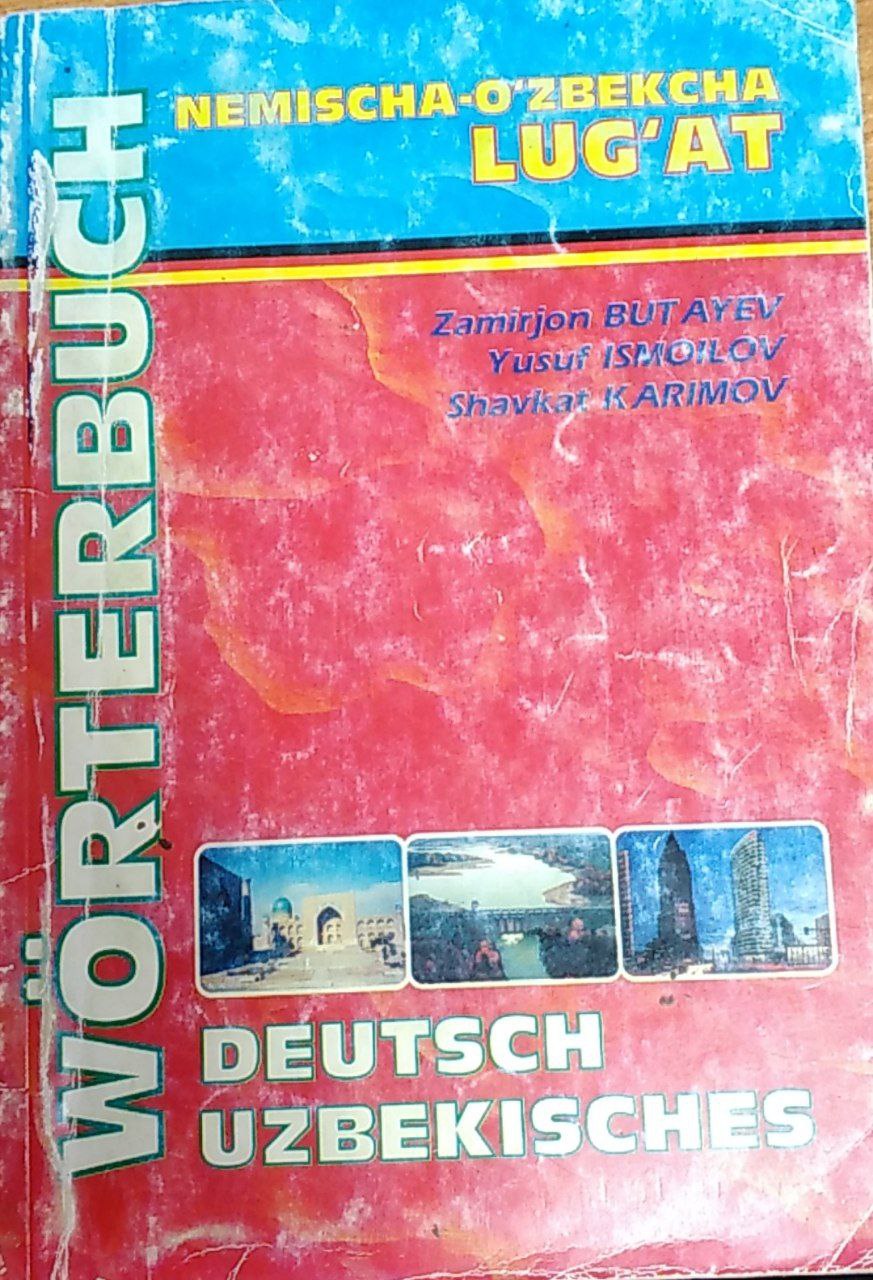 NEMISCHA-O'ZBEKCHA
LUG'AT
Zamirjon BUTAYEV
Yusuf ISMOILOV
Shavkat KARIMOV
WÖRTERBUCH
DEUTSCH
UZBEKISCHES